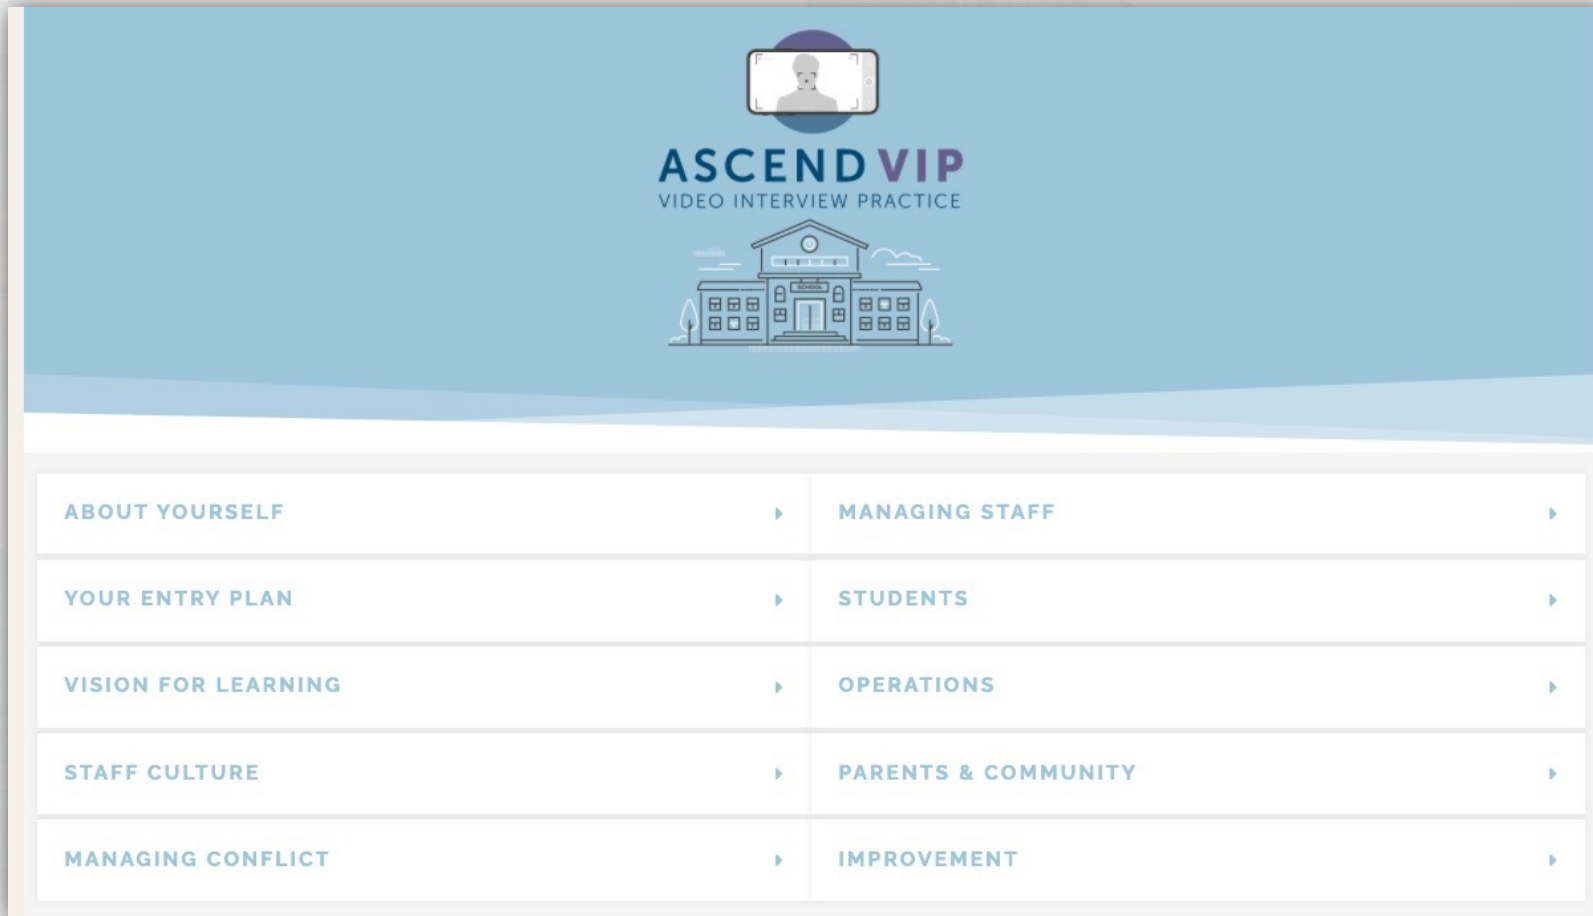 ASCEND VIP
VIDEO INTERVIEW PRACTICE
SCHOOL
ABOUT YOURSELF
MANAGING STAFF
YOUR ENTRY PLAN
STUDENTS
VISION FOR LEARNING
OPERATIONS
STAFF CULTURE
PARENTS & COMMUNITY
MANAGING CONFLICT
IMPROVEMENT